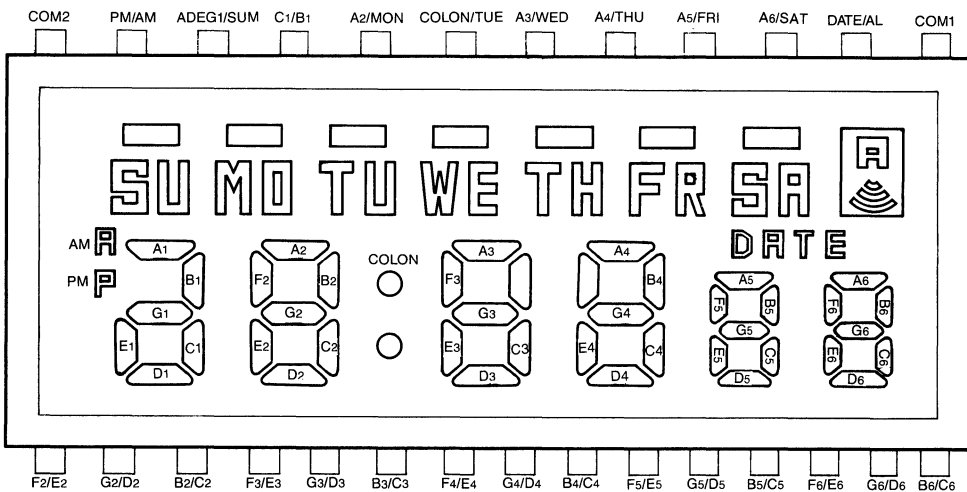 COM2 PM/AM ADEG1/SUM C1/B1 A2/MON COLON/TUE A3/WED A4/THU A5/FRI A6/SAT DATE/AL COM1
A
SU MO TU WE TH FR SA
AM A
DATE
PM P
COLON
A1 B1 G1 E1 C1 D1
A2 F2 B2 G2 E2 C2 D2
A3 F3 G3 E3 C3 D3
A4 B4 G4 E4 C4 D4
A5 F5 B5 G5 E5 C5 D5
A6 F6 B6 G6 E6 C6 D6
F2/E2 G2/D2 B2/C2 F3/E3 G3/D3 B3/C3 F4/E4 G4/D4 B4/C4 F5/E5 G5/D5 B5/C5 F6/E6 G6/D6 B6/C6